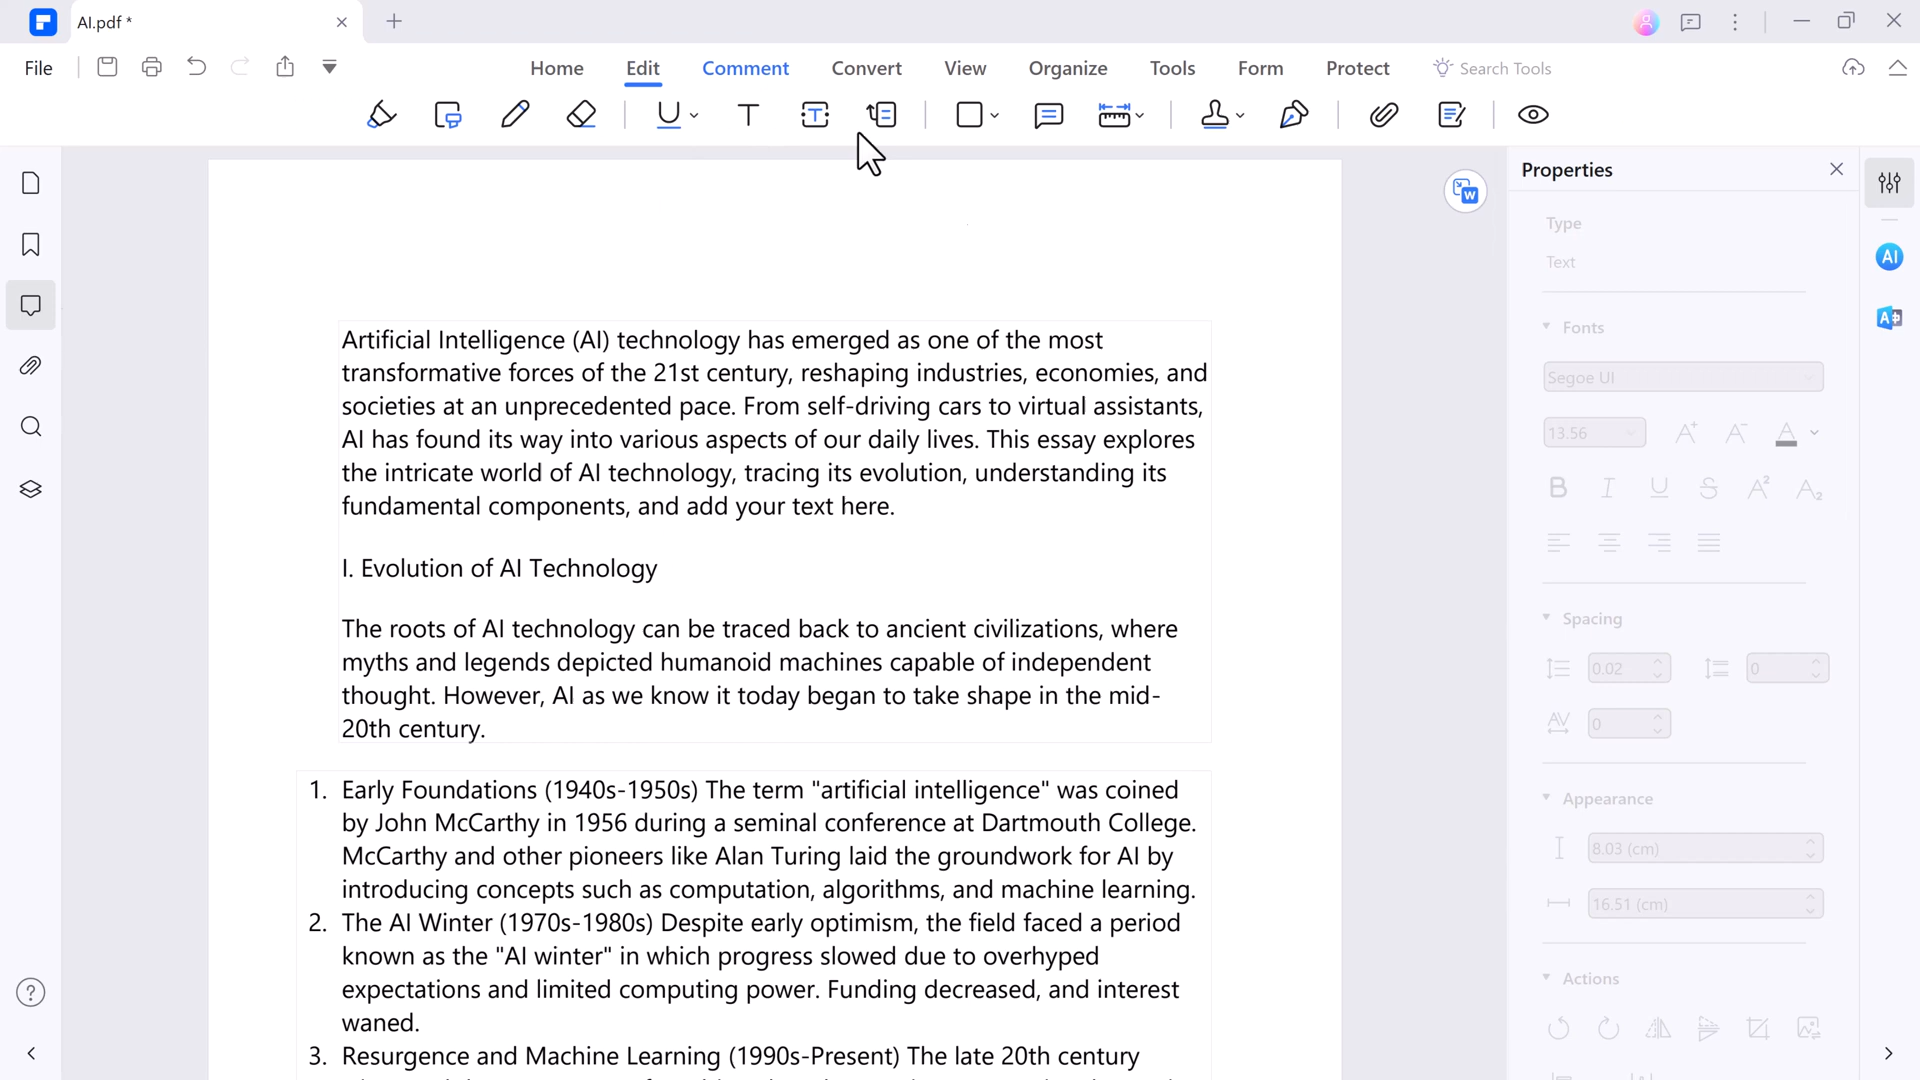 AI.pdf *
File
Home
Edit
Comment
Convert
View
Organize
Tools
Form
Protect
Search Tools
T
T
W
Properties
AI
Type
Text
Fonts
Segoe UI
13.56
B I U S A2 A2
Spacing
0.02
0
AV
0
Appearance
8.03 (cm)
16.51 (cm)
Actions
Artificial Intelligence (AI) technology has emerged as one of the most
transformative forces of the 21st century, reshaping industries, economies, and
societies at an unprecedented pace. From self-driving cars to virtual assistants,
AI has found its way into various aspects of our daily lives. This essay explores
the intricate world of AI technology, tracing its evolution, understanding its
fundamental components, and add your text here.
I. Evolution of AI Technology
The roots of AI technology can be traced back to ancient civilizations, where
myths and legends depicted humanoid machines capable of independent
thought. However, AI as we know it today began to take shape in the mid-
20th century.
1. Early Foundations (1940s-1950s) The term "artificial intelligence" was coined
by John McCarthy in 1956 during a seminal conference at Dartmouth College.
McCarthy and other pioneers like Alan Turing laid the groundwork for AI by
introducing concepts such as computation, algorithms, and machine learning.
2. The AI Winter (1970s-1980s) Despite early optimism, the field faced a period
known as the "AI winter" in which progress slowed due to overhyped
expectations and limited computing power. Funding decreased, and interest
waned.
3. Resurgence and Machine Learning (1990s-Present) The late 20th century